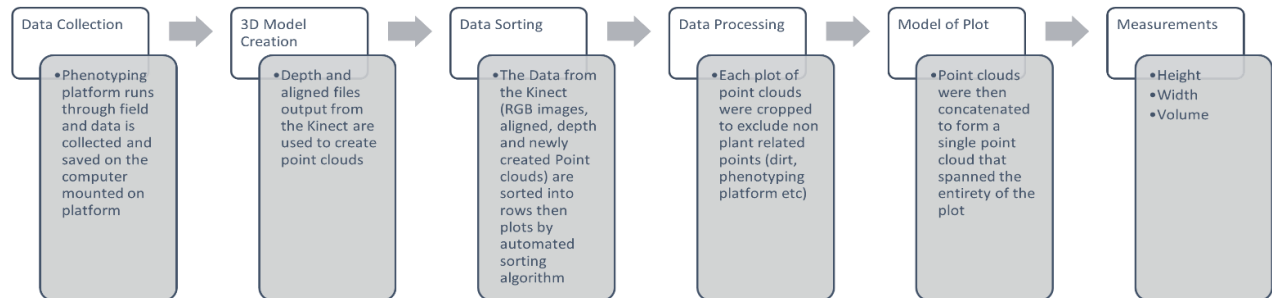 Data Collection
•Phenotyping
platform runs
through field
and data is
collected and
saved on the
computer
mounted on
platform
3D Model
Creation
•Depth and
aligned files
output from
the Kinect are
used to create
point clouds
Data Sorting
•The Data from
the Kinect
(RGB images,
aligned, depth
and newly
created Point
clouds) are
sorted into
rows then
plots by
automated
sorting
algorithm
Data Processing
•Each plot of
point clouds
were cropped
to exclude non
plant related
points (dirt,
phenotyping
platform etc)
Model of Plot
•Point clouds
were then
concatenated
to form a
single point
cloud that
spanned the
entirety of the
plot
Measurements
•Height
•Width
•Volume